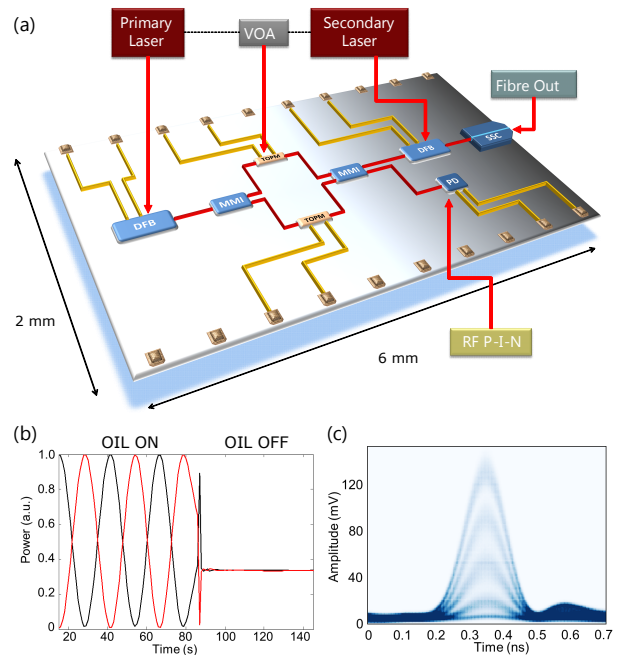 (a)
Primary
Laser
VOA
Secondary
Laser
Fibre Out
TOPM
DFB
SSC
MMI
PD
MMI
DFB
TOPM
2 mm
6 mm
RF P-I-N
(b)
OIL ON
OIL OFF
Power (a.u.)
1.0
0.8
0.6
0.4
0.2
0
20
40
60
80
100
120
140
Time (s)
(c)
Amplitude (mV)
120
80
40
0
0
0.1
0.2
0.3
0.4
0.5
0.6
0.7
Time (ns)